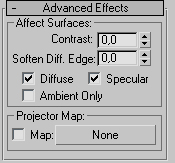 - Advanced Effects
Affect Surfaces:
Contrast: 0,0
Soften Diff. Edge: 0,0
Diffuse Specular
Ambient Only
Projector Map:
Map: None